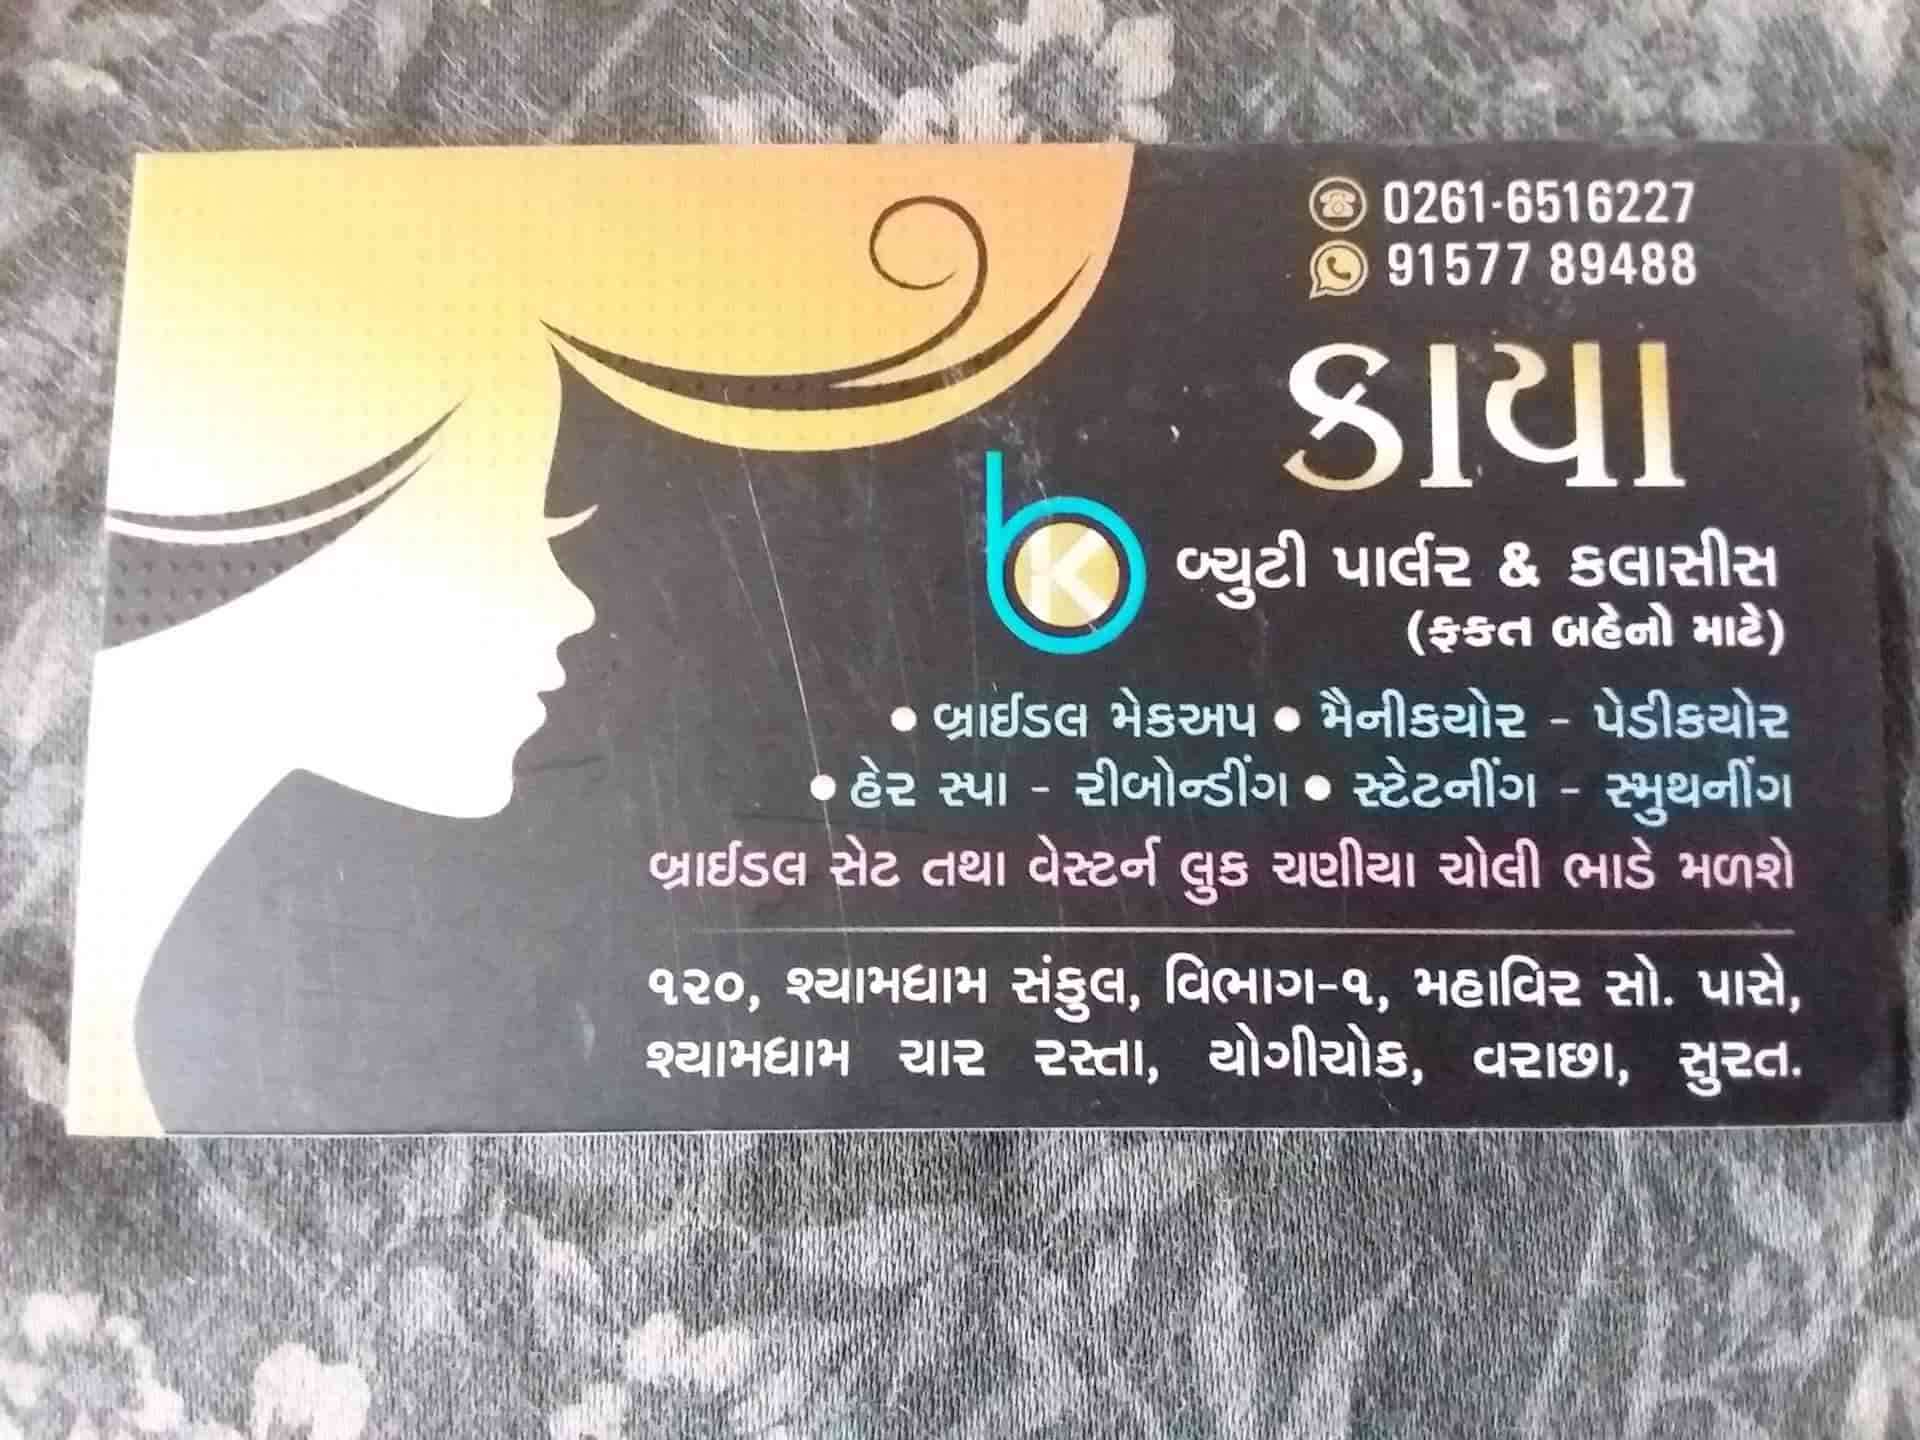 0261-6516227
91577 89488
કાયા
bk
બ્યુટી પાર્લર & કલાસીસ
(ફકત બહેનો માટે)
• બ્રાઈડલ મેકઅપ • મૈનીકયોર - પેડીકયોર
• હેર સ્પા - રીબોન્ડીંગ • સ્ટેટનીંગ - સ્મુથનીંગ
બ્રાઈડલ સેટ તથા વેસ્ટર્ન લુક ચણીયા ચોલી ભાડે મળશે
૧૨૦, શ્યામધામ સંકુલ, વિભાગ-૧, મહાવિર સો. પાસે,
શ્યામધામ ચાર રસ્તા, યોગીચોક, વરાછા, સુરત.